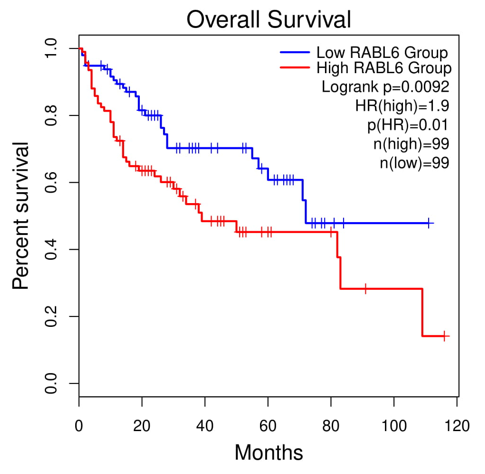 Overall Survival
Low RABL6 Group
High RABL6 Group
Logrank p=0.0092
HR(high)=1.9
p(HR)=0.01
n(high)=99
n(low)=99
Percent survival
1.0
0.8
0.6
0.4
0.2
0.0
0 20 40 60 80 100 120
Months